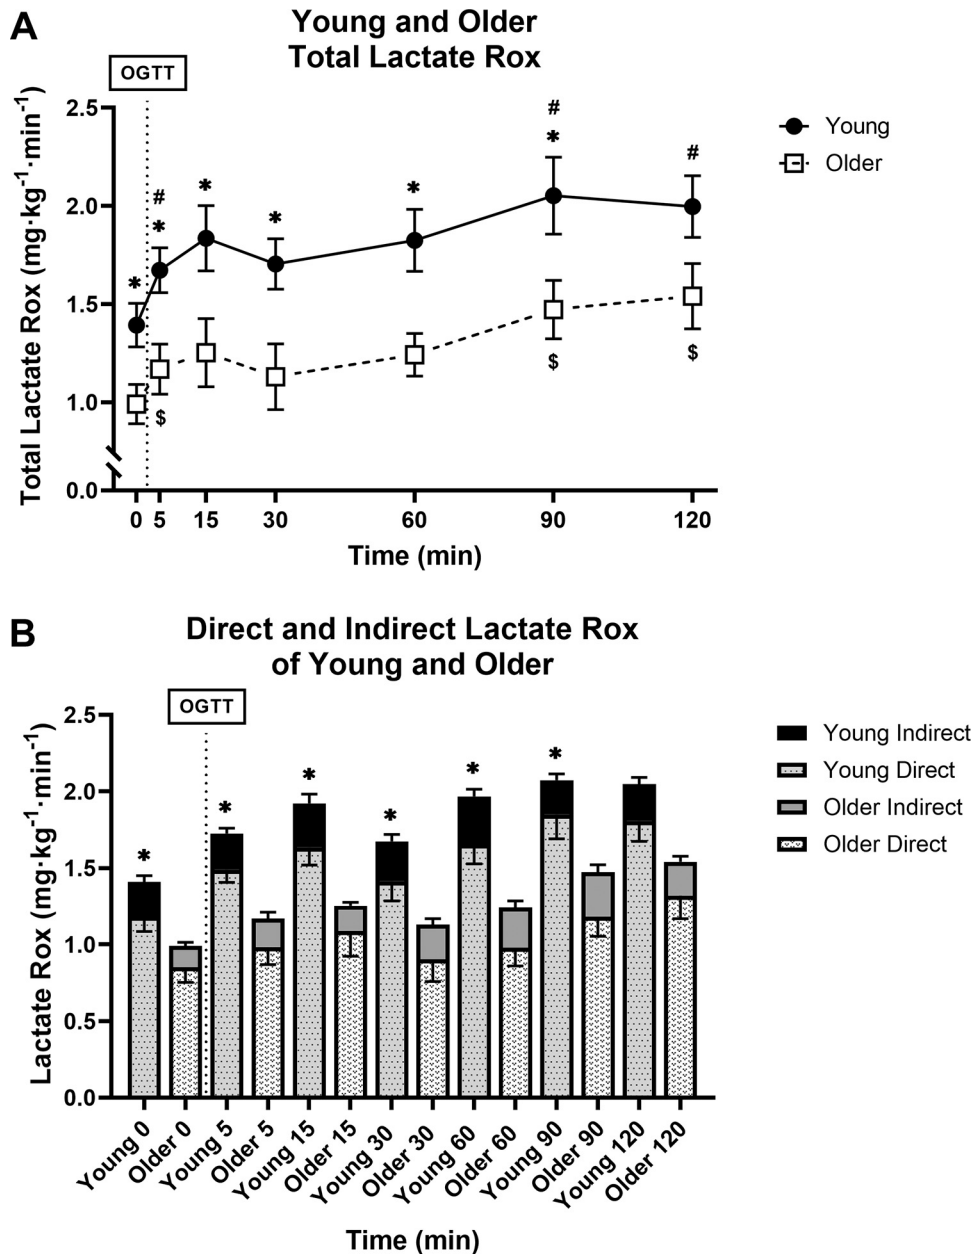 A
Young and Older
Total Lactate Rox
OGTT
Total Lactate Rox (mg·kg⁻¹·min⁻¹)
2.5
2.0
1.5
1.0
0.0
*
#
*
*
*
*
#
*
#
$
$
$
0 5 15 30 60 90 120
Time (min)
Young
Older
B
Direct and Indirect Lactate Rox
of Young and Older
OGTT
Lactate Rox (mg·kg⁻¹·min⁻¹)
2.5
2.0
1.5
1.0
0.5
0.0
*
*
*
*
*
*
Young 0
Older 0
Young 5
Older 5
Young 15
Older 15
Young 30
Older 30
Young 60
Older 60
Young 90
Older 90
Young 120
Older 120
Time (min)
Young Indirect
Young Direct
Older Indirect
Older Direct